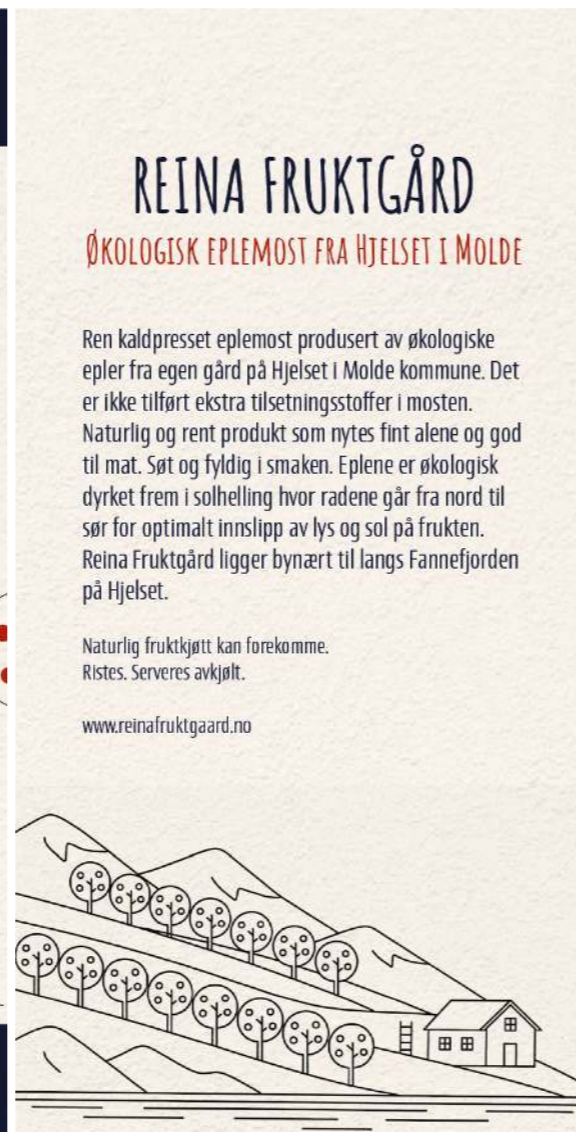 REINA FRUKTGÅRD
ØKOLOGISK EPLEMOST FRA HJELSET I MOLDE
Ren kaldpresset eplemost produsert av økologiske
epler fra egen gård på Hjelset i Molde kommune. Det
er ikke tilført ekstra tilsetningsstoffer i mosten.
Naturlig og rent produkt som nytes fint alene og god
til mat. Søt og fyldig i smaken. Eplene er økologisk
dyrket frem i solhelling hvor radene går fra nord til
sør for optimalt innslipp av lys og sol på frukten.
Reina Fruktgård ligger bynært til langs Fannefjorden
på Hjelset.
Naturlig fruktkjøtt kan forekomme.
Ristes. Serveres avkjølt.
www.reinafruktgaard.no